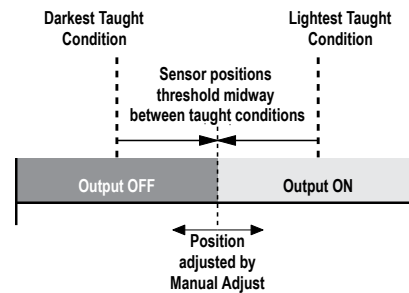 Darkest Taught
Condition
Lightest Taught
Condition
Sensor positions
threshold midway
between taught conditions
Output OFF
Output ON
Position
adjusted by
Manual Adjust